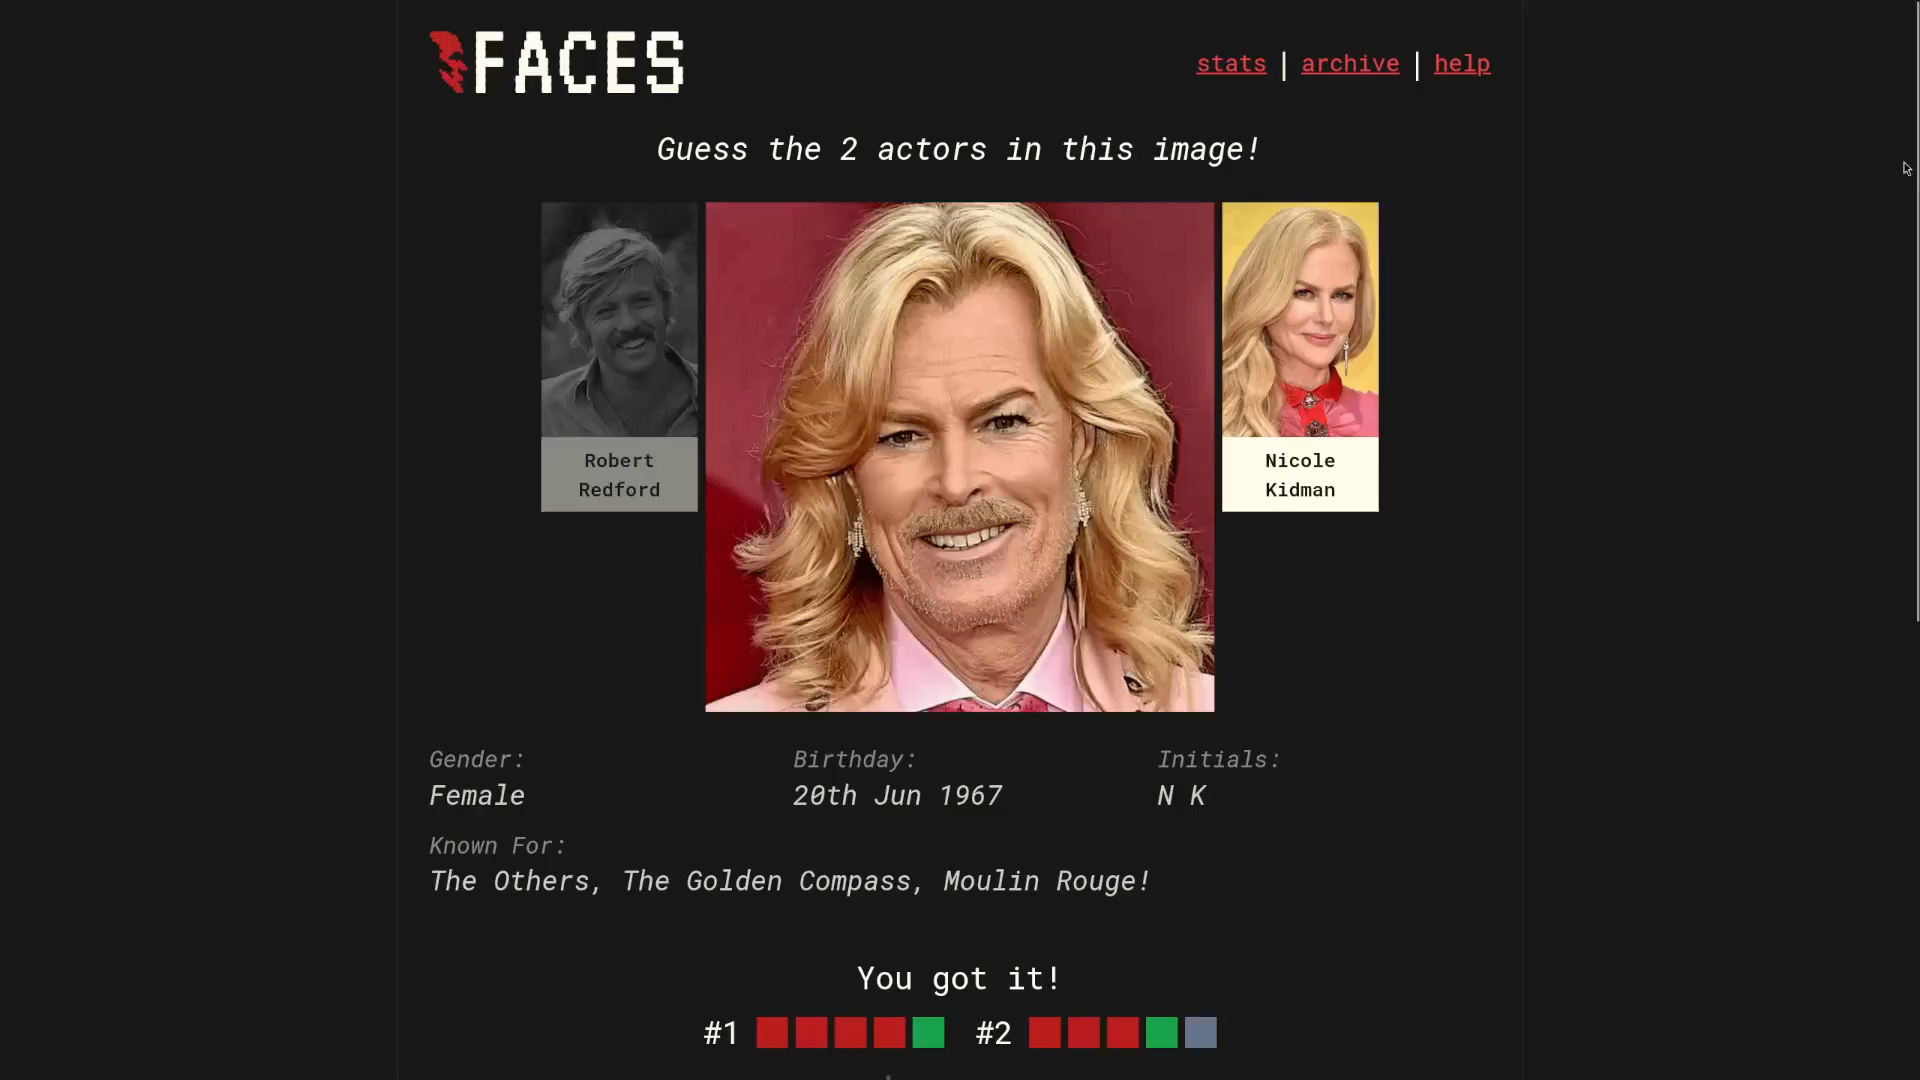 FACES
stats | archive | help
Guess the 2 actors in this image!
Robert
Redford
Nicole
Kidman
Gender:
Female
Birthday:
20th Jun 1967
Initials:
N K
Known For:
The Others, The Golden Compass, Moulin Rouge!
You got it!
#1
#2